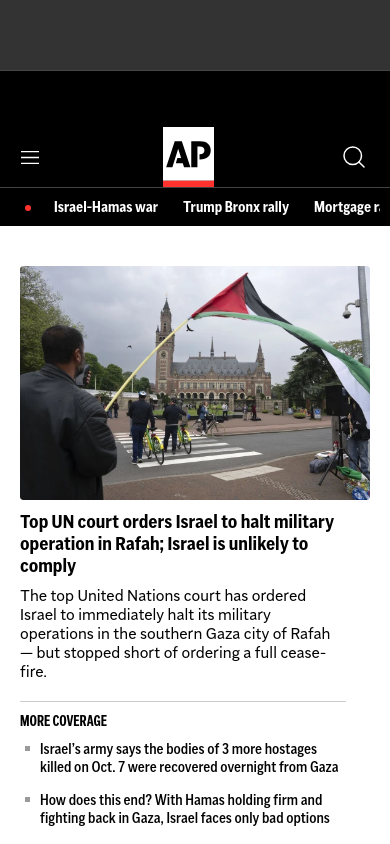 AP
Israel-Hamas war Trump Bronx rally Mortgage
Top UN court orders Israel to halt military
operation in Rafah; Israel is unlikely to
comply
The top United Nations court has ordered
Israel to immediately halt its military
operations in the southern Gaza city of Rafah
— but stopped short of ordering a full cease-
fire.
MORE COVERAGE
Israel’s army says the bodies of 3 more hostages
killed on Oct. 7 were recovered overnight from Gaza
How does this end? With Hamas holding firm and
fighting back in Gaza, Israel faces only bad options